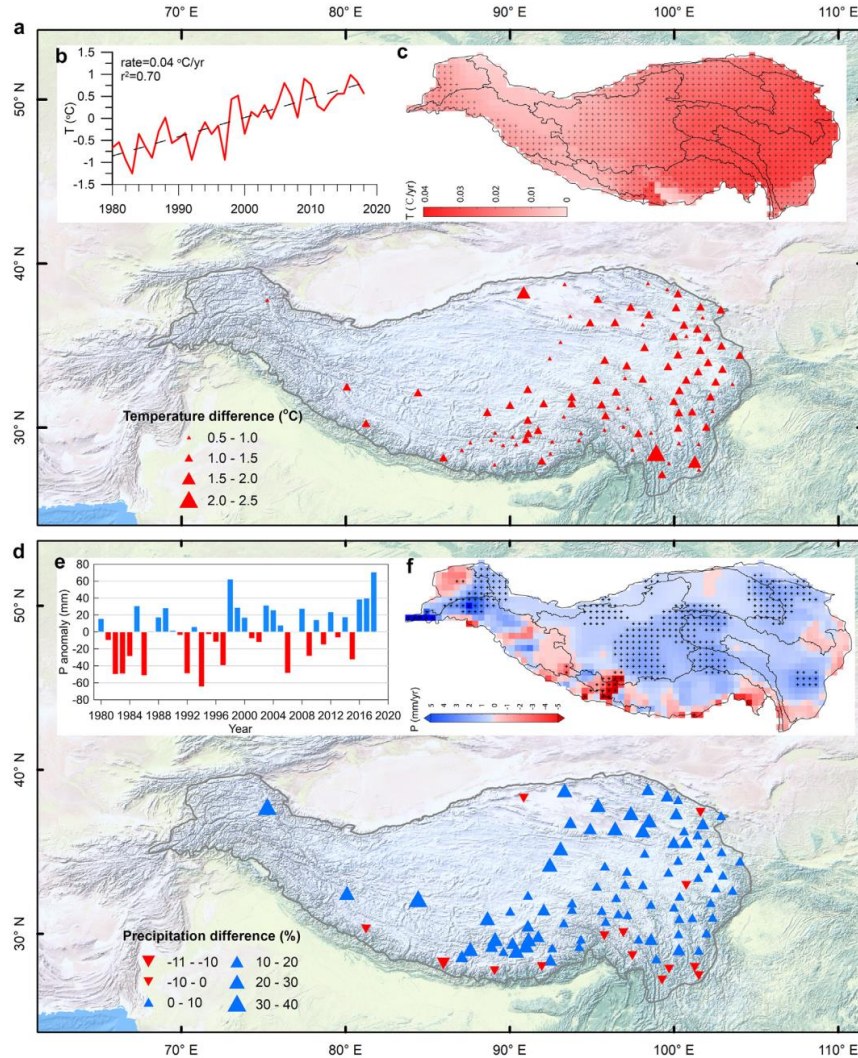 70° E 80° E 90° E 100° E 110° E
a
b
rate=0.04 °C/yr
r²=0.70
T (°C)
1.5
1
0.5
0
-0.5
-1
-1.5
1980 1990 2000 2010 2020
c
T (℃/yr)
0.04 0.03 0.02 0.01 0
50° N
40° N
30° N
Temperature difference (°C)
0.5 - 1.0
1.0 - 1.5
1.5 - 2.0
2.0 - 2.5
d
e
P anomaly (mm)
80
60
40
20
0
-20
-40
-60
-80
1980 1984 1988 1992 1996 2000 2004 2008 2012 2016 2020
Year
f
P (mm/yr)
5 4 3 2 1 0 -1 -2 -3 -4 -5
50° N
40° N
30° N
Precipitation difference (%)
-11 - -10
-10 - 0
0 - 10
10 - 20
20 - 30
30 - 40
70° E 80° E 90° E 100° E 110° E